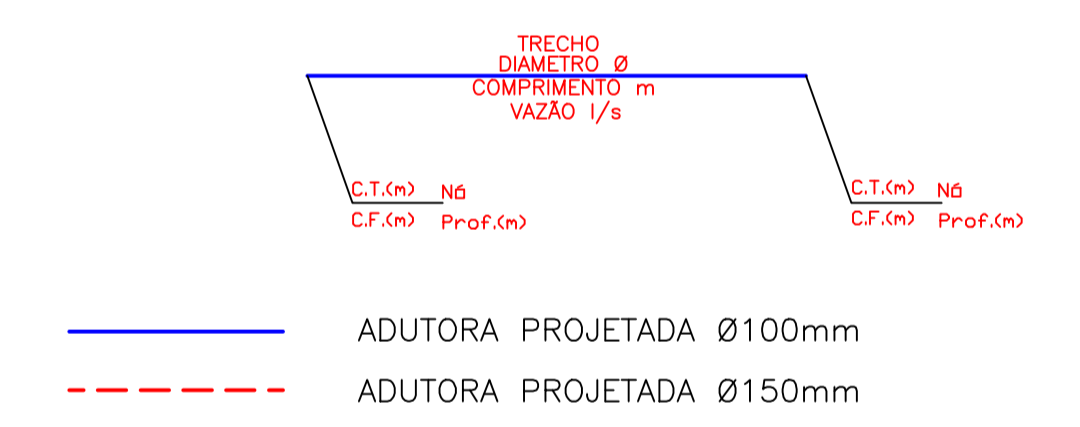 TRECHO
DIAMETRO Ø
COMPRIMENTO m
VAZÃO l/s
C.T.(m) Nó
C.F.(m) Prof.(m)
C.T.(m) Nó
C.F.(m) Prof.(m)
ADUTORA PROJETADA Ø100mm
ADUTORA PROJETADA Ø150mm